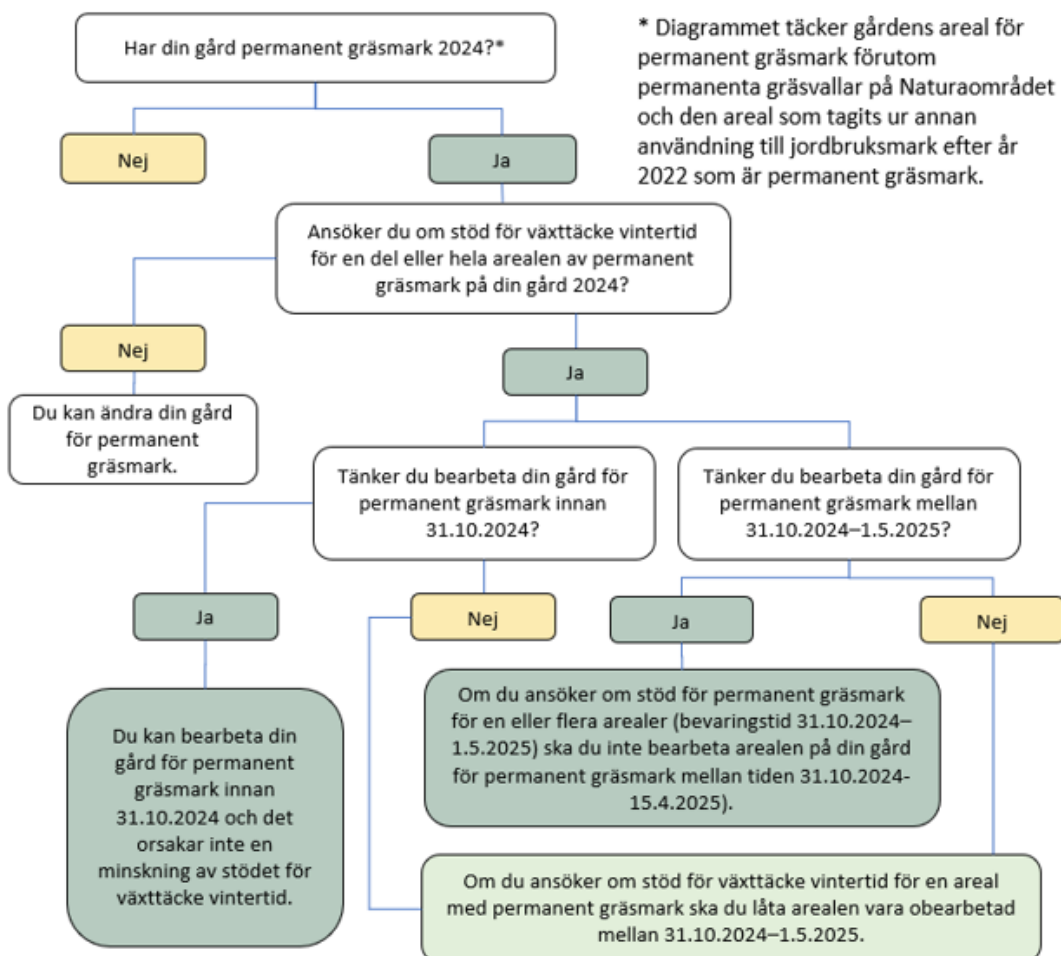 Har din gård permanent gräsmark 2024?*
* Diagrammet täcker gårdens areal för
permanent gräsmark förutom
permanenta gräsvallar på Naturaområdet
och den areal som tagits ur annan
användning till jordbruksmark efter år
2022 som är permanent gräsmark.
Nej
Ja
Ansöker du om stöd för växttäcke vintertid
för en del eller hela arealen av permanent
gräsmark på din gård 2024?
Nej
Ja
Du kan ändra din gård
för permanent
gräsmark.
Tänker du bearbeta din gård för
permanent gräsmark innan
31.10.2024?
Tänker du bearbeta din gård för
permanent gräsmark mellan
31.10.2024–1.5.2025?
Ja
Nej
Ja
Nej
Du kan bearbeta din
gård för permanent
gräsmark innan
31.10.2024 och det
orsakar inte en
minskning av stödet för
växttäcke vintertid.
Om du ansöker om stöd för permanent gräsmark
för en eller flera arealer (bevaringstid 31.10.2024–
1.5.2025) ska du inte bearbeta arealen på din gård
för permanent gräsmark mellan tiden 31.10.2024-
15.4.2025).
Om du ansöker om stöd för växttäcke vintertid för en areal
med permanent gräsmark ska du låta arealen vara obearbetad
mellan 31.10.2024–1.5.2025.